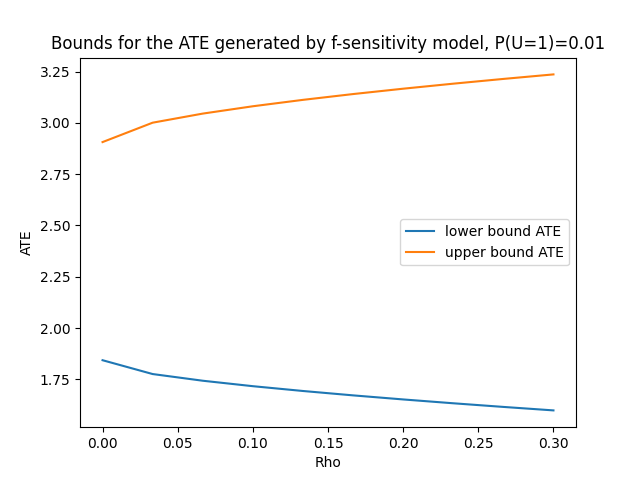 Bounds for the ATE generated by f-sensitivity model, P(U=1)=0.01
3.25
3.00
2.75
2.50
2.25
2.00
1.75
ATE
lower bound ATE
upper bound ATE
0.00 0.05 0.10 0.15 0.20 0.25 0.30
Rho